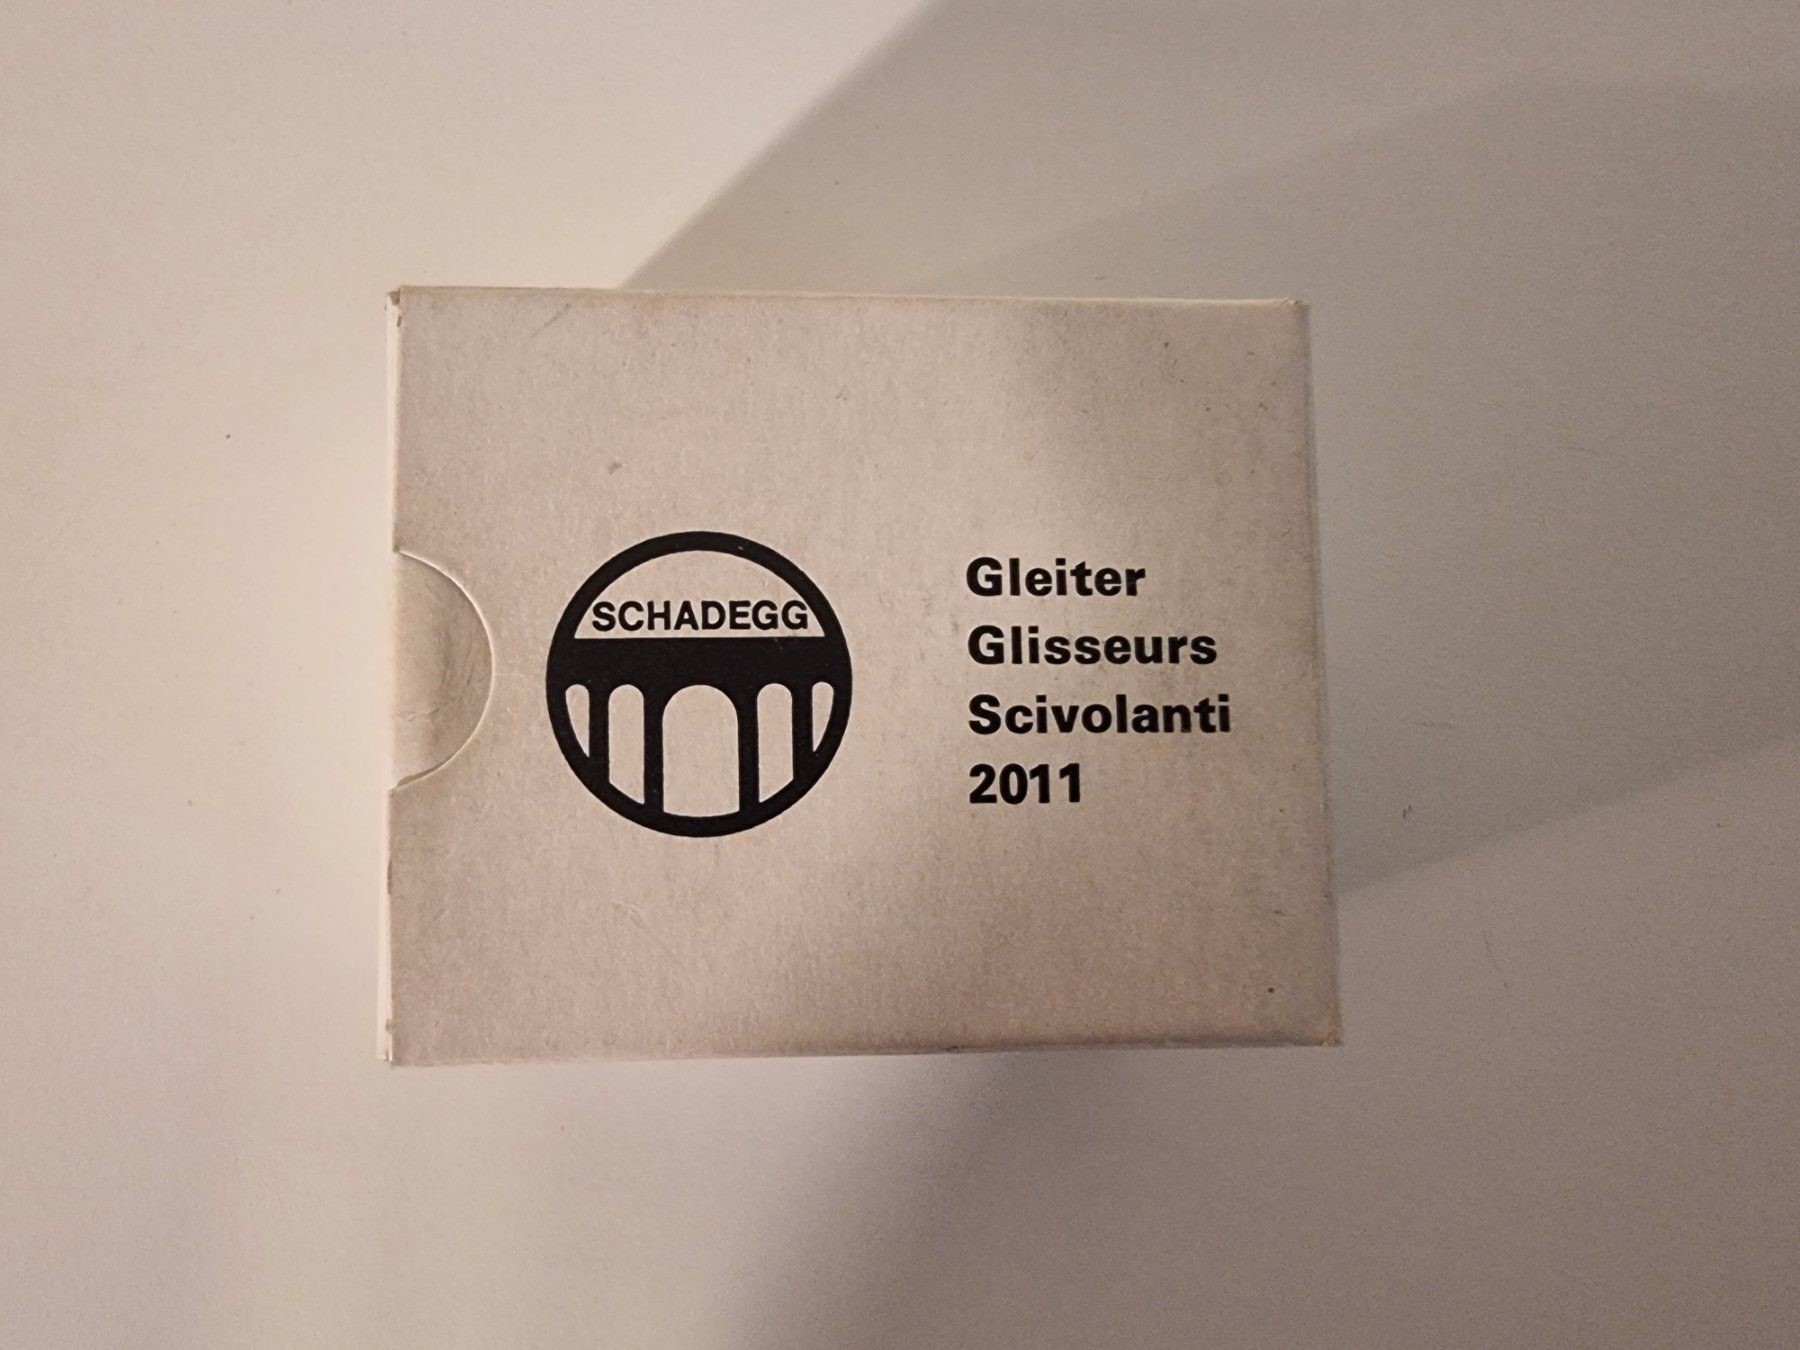 SCHADEGG
Gleiter
Glisseurs
Scivolanti
2011